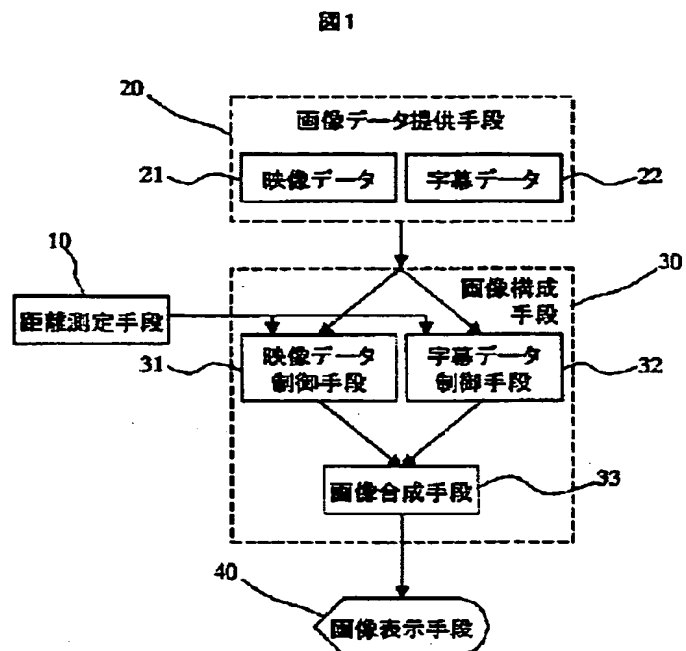 図1
20
画像データ提供手段
21
映像データ
字幕データ
22
10
30
画像構成
手段
距離測定手段
31
映像データ
制御手段
字幕データ
制御手段
32
画像合成手段
33
40
画像表示手段